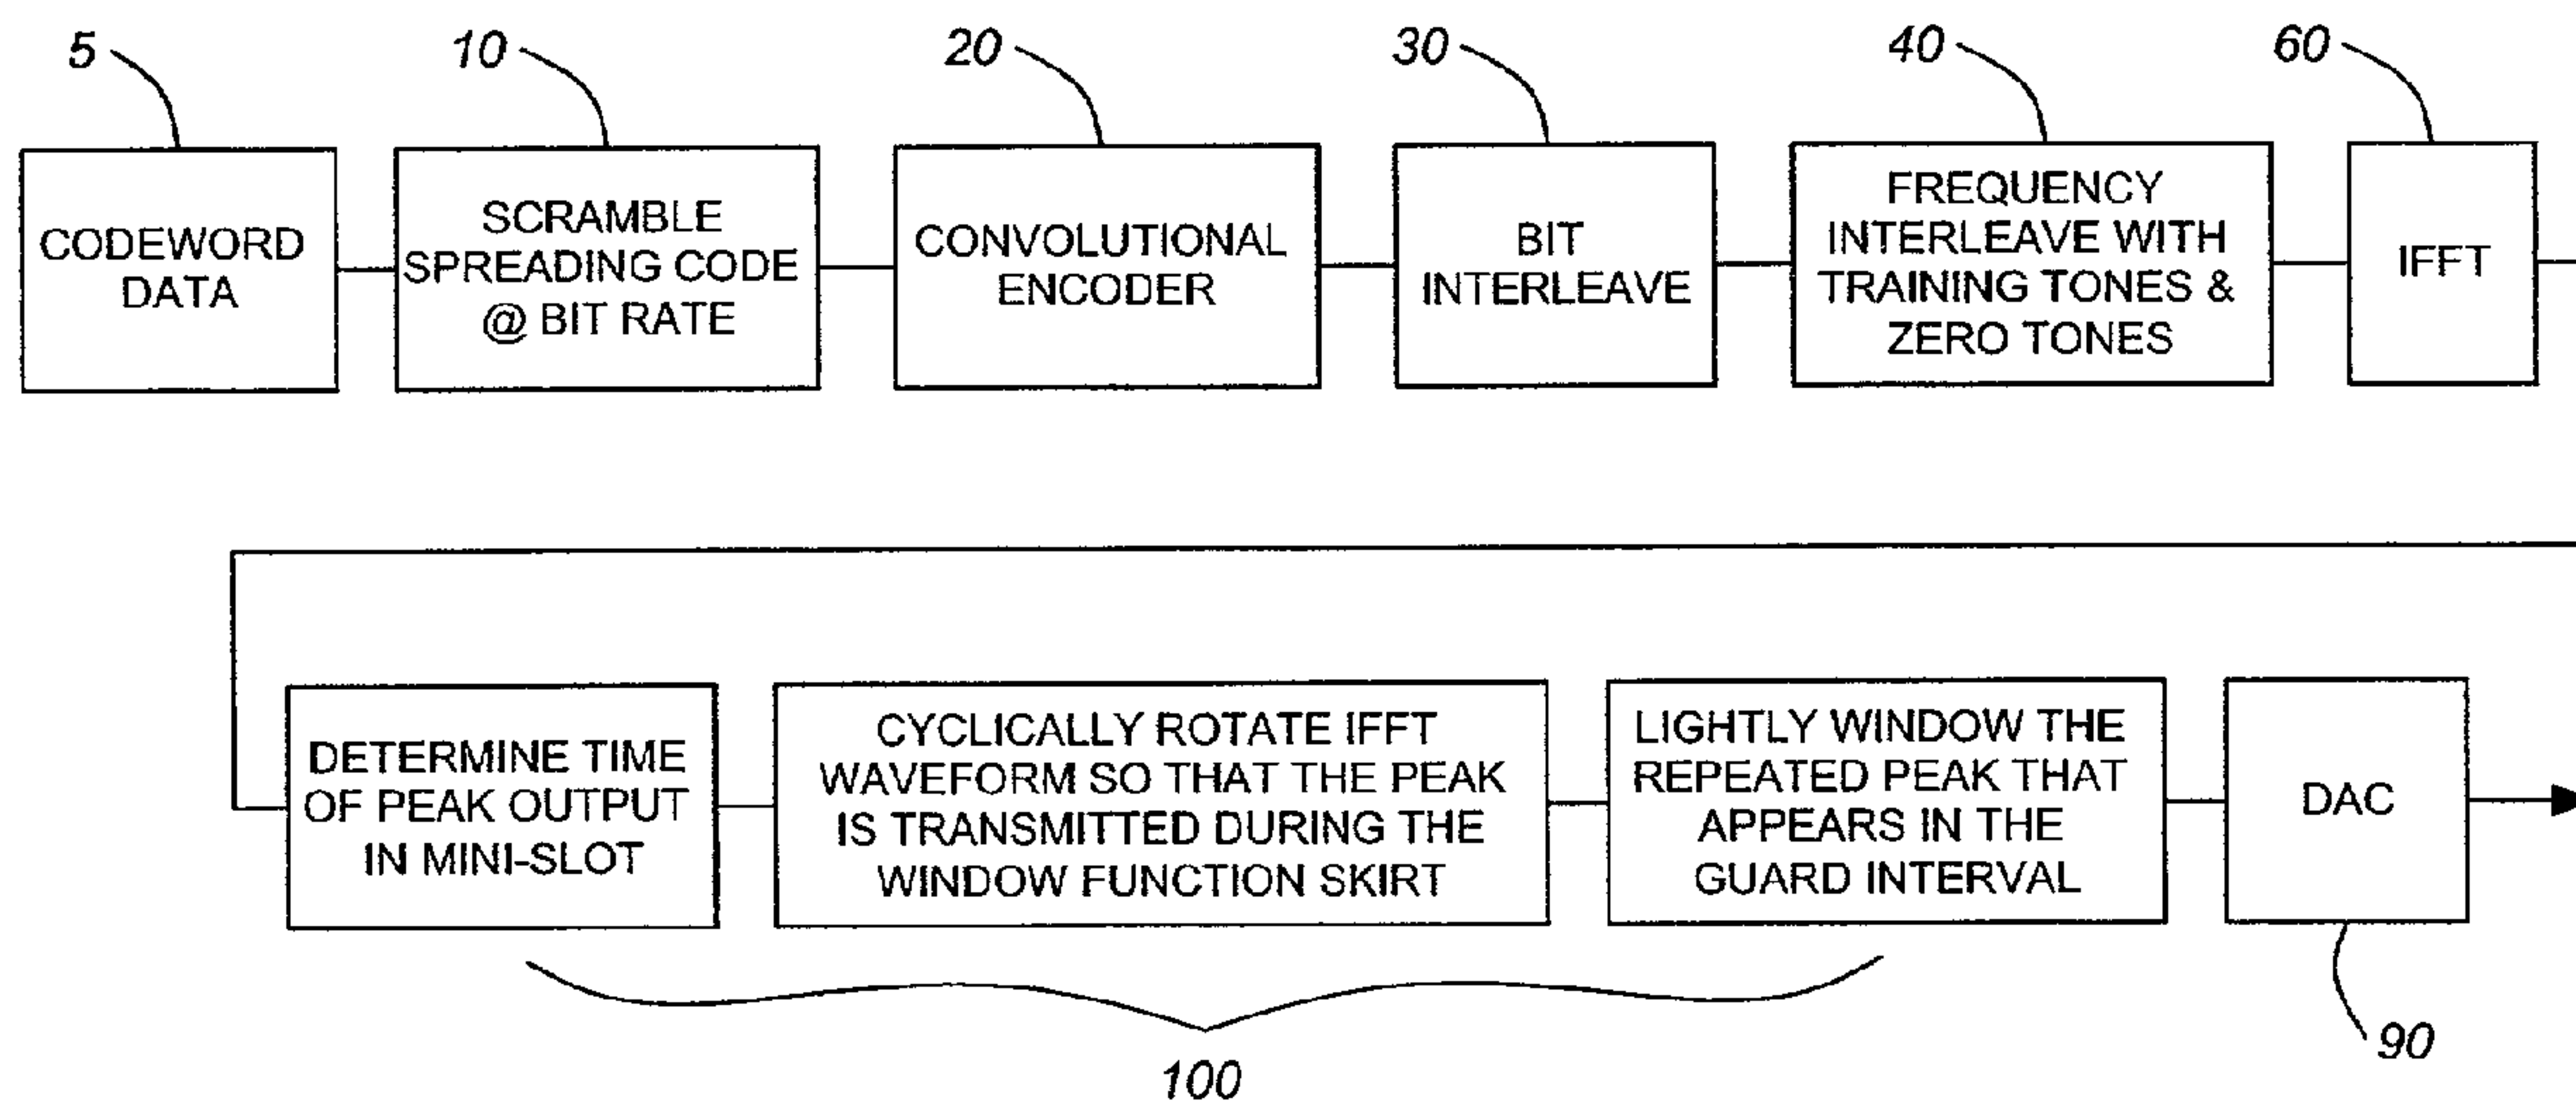 5
10
20
30
40
60
CODEWORD
DATA
SCRAMBLE
SPREADING CODE
@ BIT RATE
CONVOLUTIONAL
ENCODER
BIT
INTERLEAVE
FREQUENCY
INTERLEAVE WITH
TRAINING TONES &
ZERO TONES
IFFT
DETERMINE TIME
OF PEAK OUTPUT
IN MINI-SLOT
CYCLICALLY ROTATE IFFT
WAVEFORM SO THAT THE PEAK
IS TRANSMITTED DURING THE
WINDOW FUNCTION SKIRT
LIGHTLY WINDOW THE
REPEATED PEAK THAT
APPEARS IN THE
GUARD INTERVAL
DAC
90
100